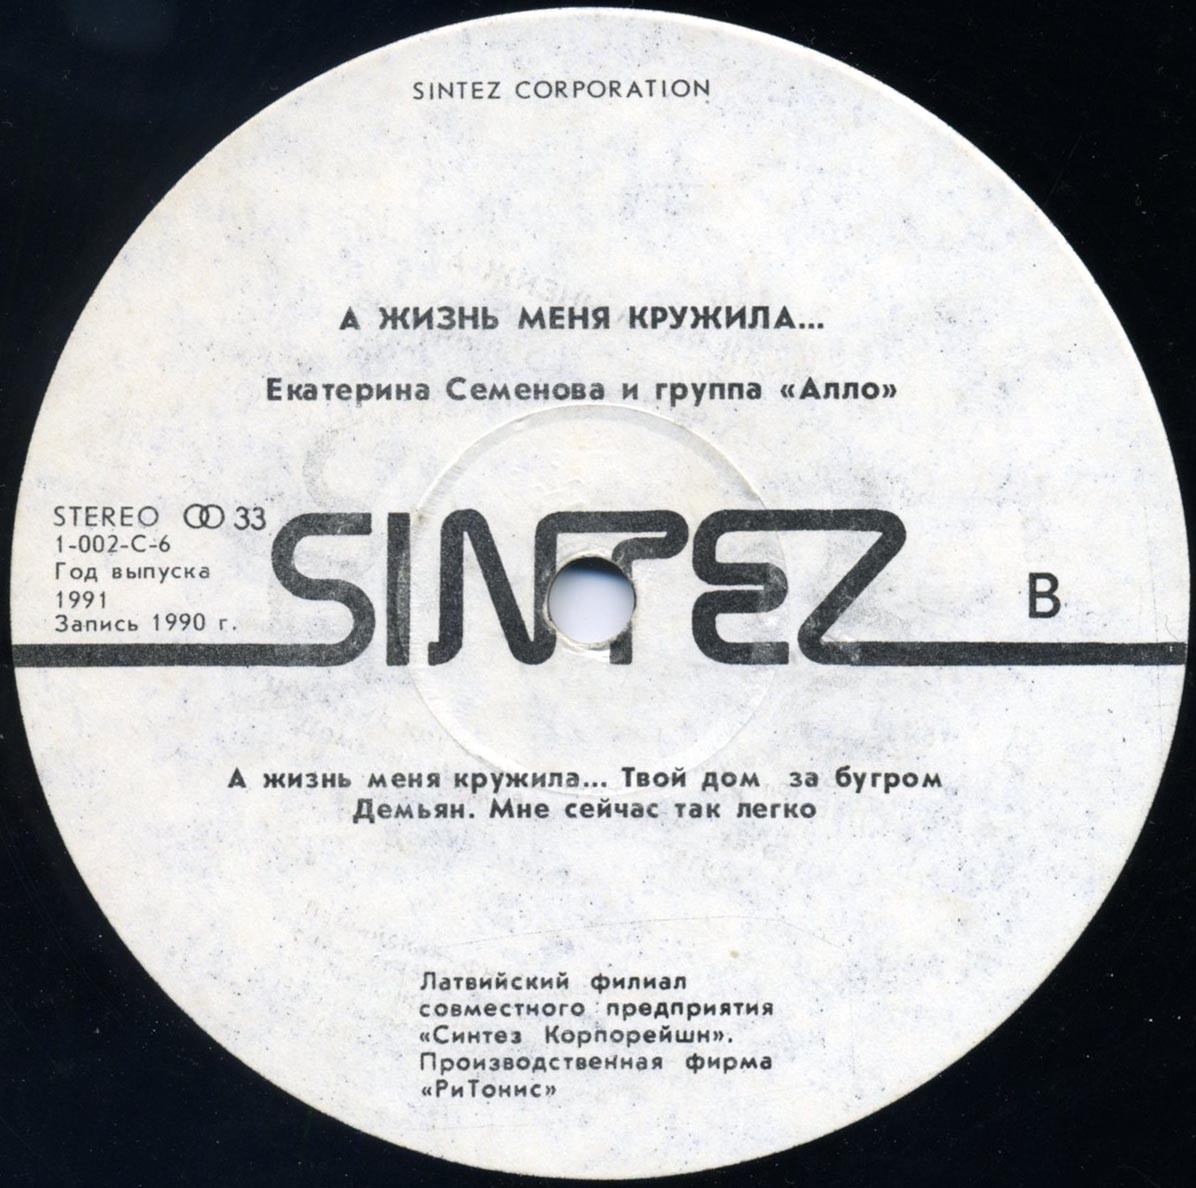 SINTEZ CORPORATION
А ЖИЗНЬ МЕНЯ КРУЖИЛА...
Екатерина Семенова и группа «Алло»
STEREO 33
1-002-С-6
Год выпуска
1991
Запись 1990 г.
SINTEZ
B
А жизнь меня кружила... Твой дом за бугром
Демьян. Мне сейчас так легко
Латвийский филиал
совместного предприятия
«Синтез Корпорейшн».
Производственная фирма
«РиТонис»